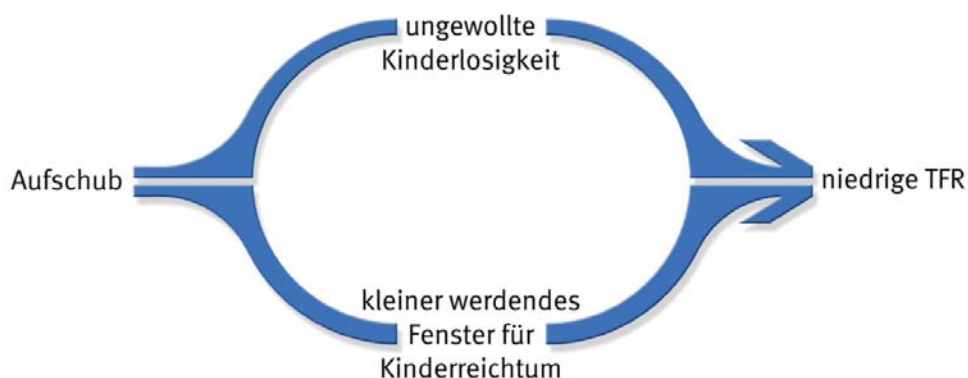 ungewollte
Kinderlosigkeit
Aufschub
niedrige TFR
kleiner werdendes
Fenster für
Kinderreichtum